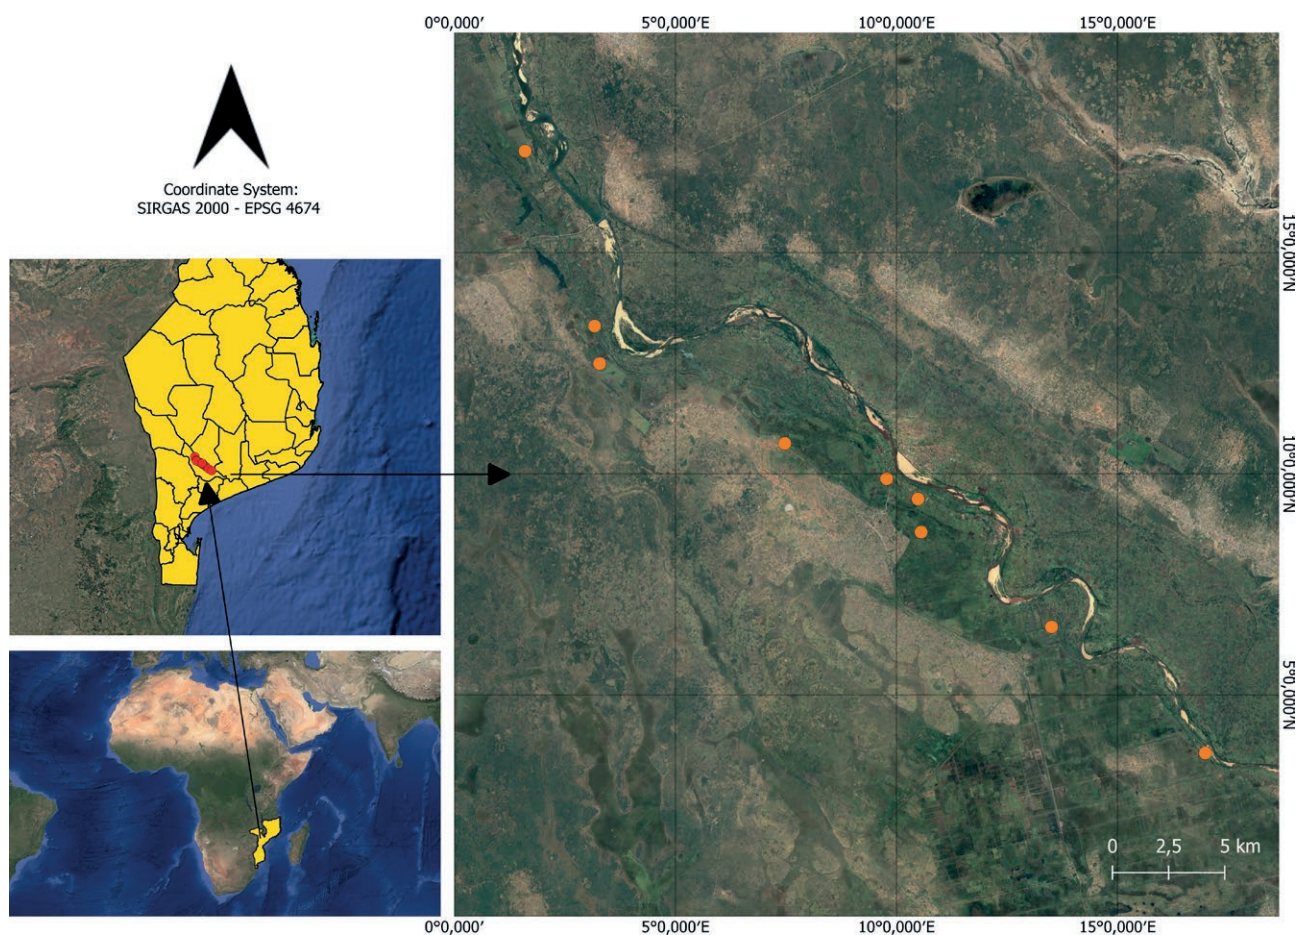 0°0,000′ 5°0,000′E 10°0,000′E 15°0,000′E
Coordinate System:
SIRGAS 2000 - EPSG 4674
15°0,000′N
10°0,000′N
5°0,000′N
0 2,5 5 km
0°0,000′ 5°0,000′E 10°0,000′E 15°0,000′E